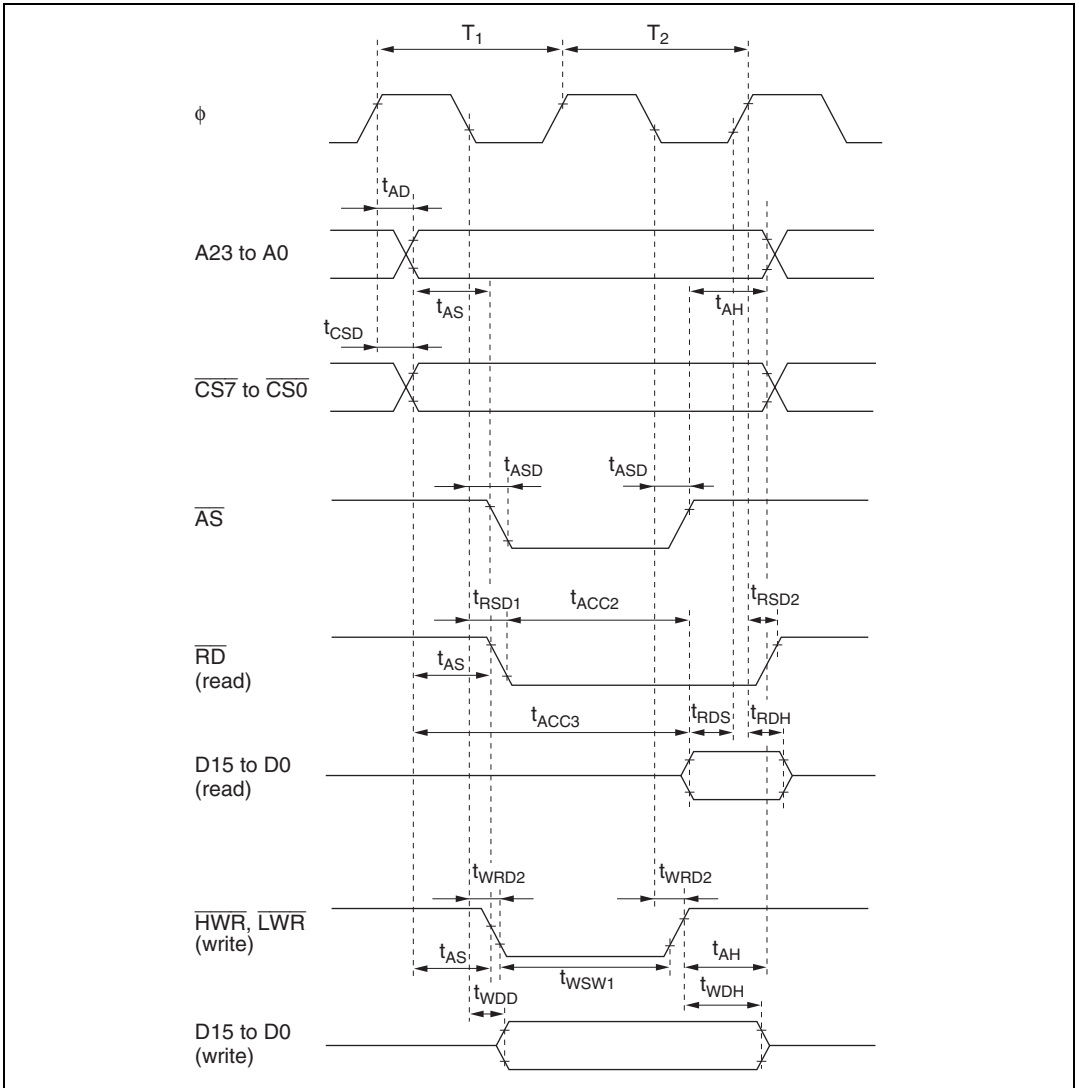 T1 T2
ϕ
tAD
A23 to A0
tAS tAH
tCSD
CS7 to CS0
tASD tASD
AS
tRSD1 tACC2 tRSD2
RD
(read)
tAS
tACC3 tRDS tRDH
D15 to D0
(read)
tWRD2 tWRD2
HWR, LWR
(write)
tAS tWSW1 tAH
tWDD tWDH
D15 to D0
(write)